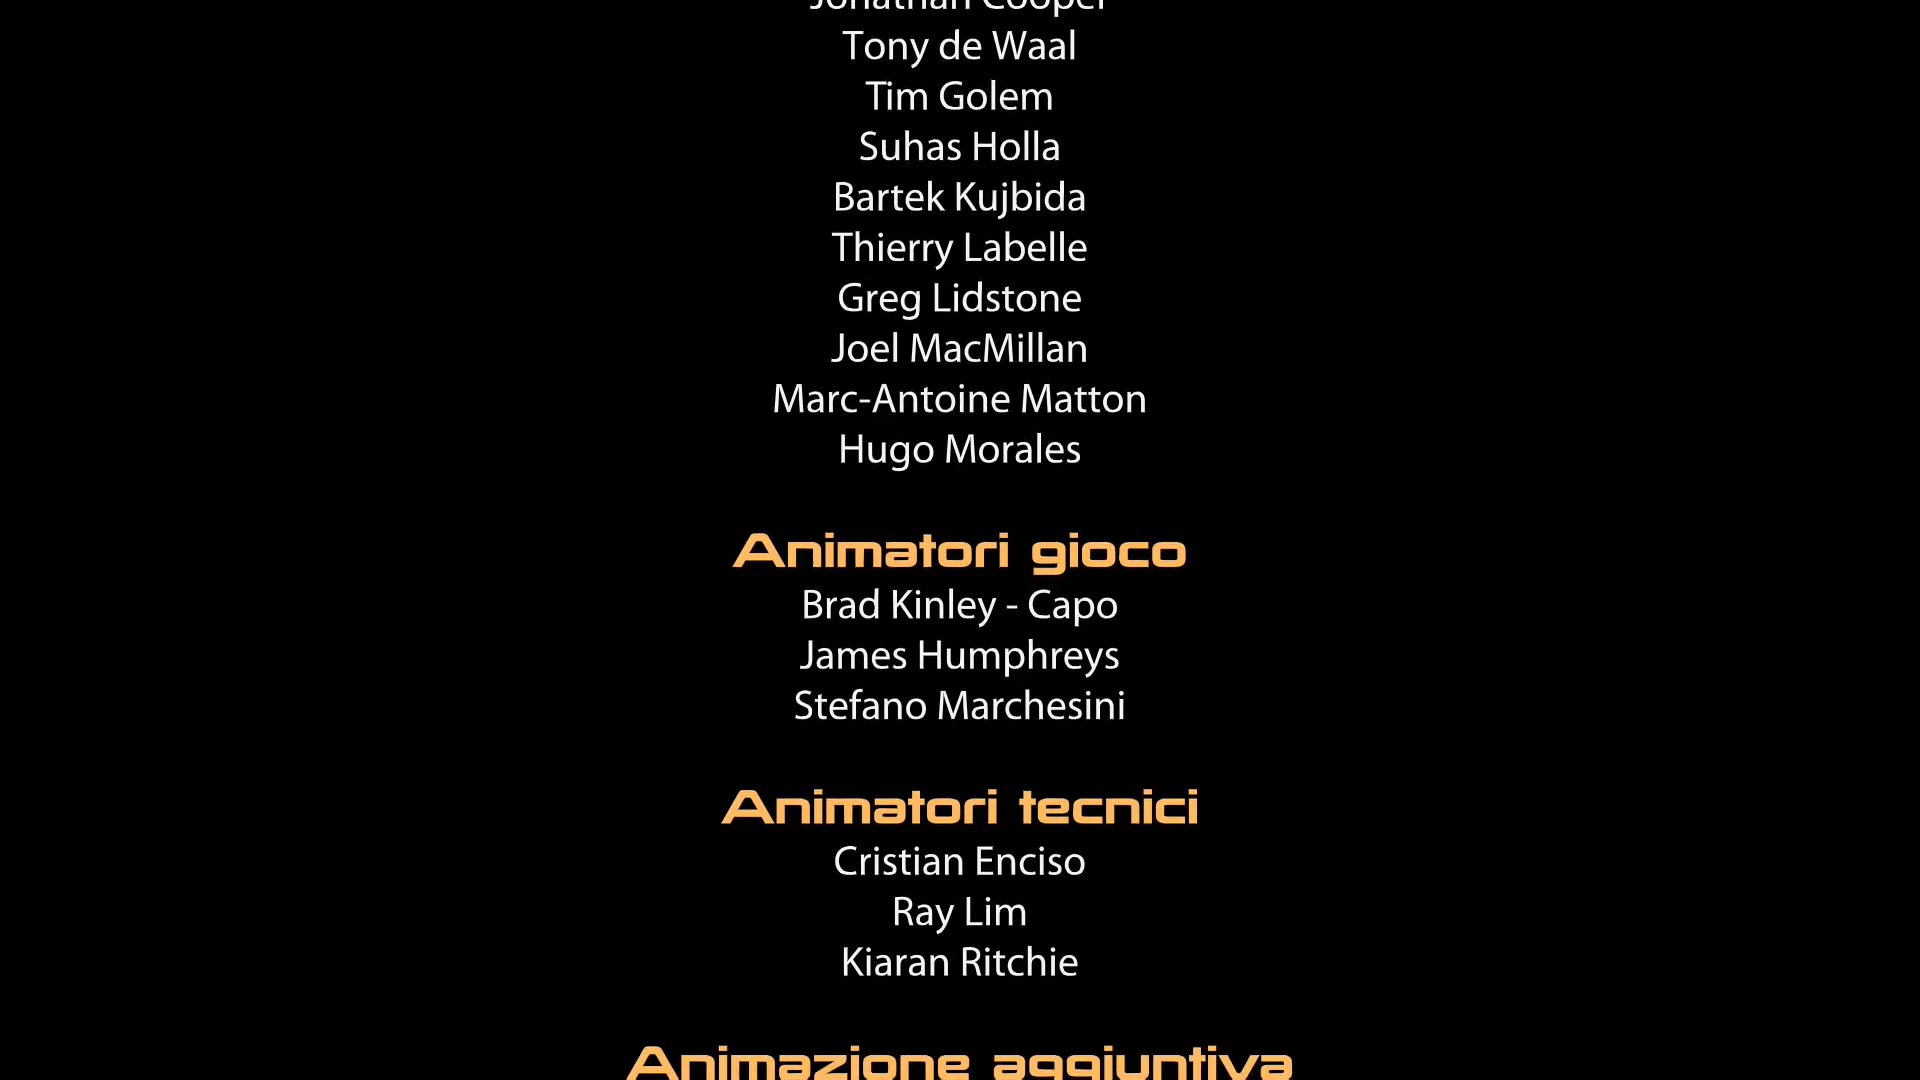 Jonathan Cooper
Tony de Waal
Tim Golem
Suhas Holla
Bartek Kujbida
Thierry Labelle
Greg Lidstone
Joel MacMillan
Marc-Antoine Matton
Hugo Morales
Animatori gioco
Brad Kinley - Capo
James Humphreys
Stefano Marchesini
Animatori tecnici
Cristian Enciso
Ray Lim
Kiaran Ritchie
Animazione aggiuntiva